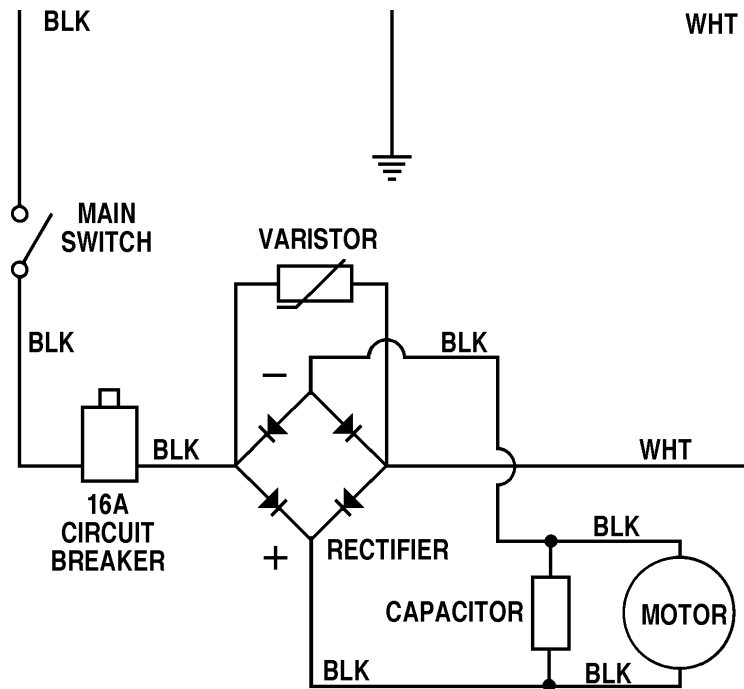 BLK
WHT
MAIN
SWITCH
VARISTOR
BLK
BLK
−
BLK
WHT
16A
CIRCUIT
BREAKER
+
RECTIFIER
BLK
CAPACITOR
MOTOR
BLK
BLK